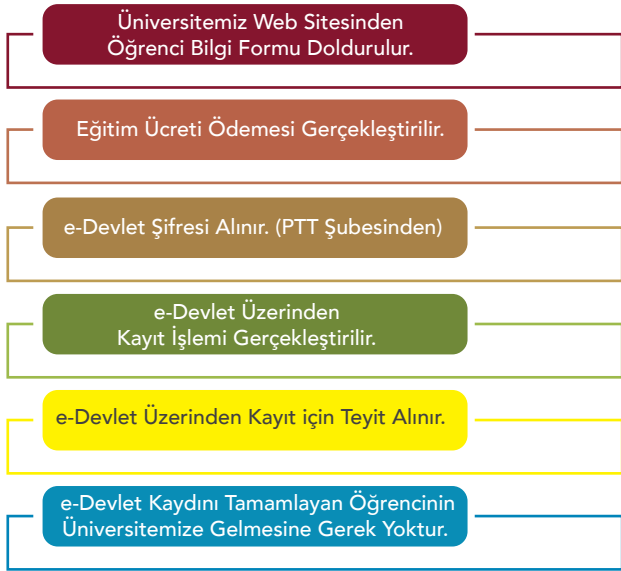 Üniversitemiz Web Sitesinden
Öğrenci Bilgi Formu Doldurulur.
Eğitim Ücreti Ödemesi Gerçekleştirilir.
e-Devlet Şifresi Alınır. (PTT Şubesinden)
e-Devlet Üzerinden
Kayıt İşlemi Gerçekleştirilir.
e-Devlet Üzerinden Kayıt için Teyit Alınır.
e-Devlet Kaydını Tamamlayan Öğrencinin
Üniversitemize Gelmesine Gerek Yoktur.